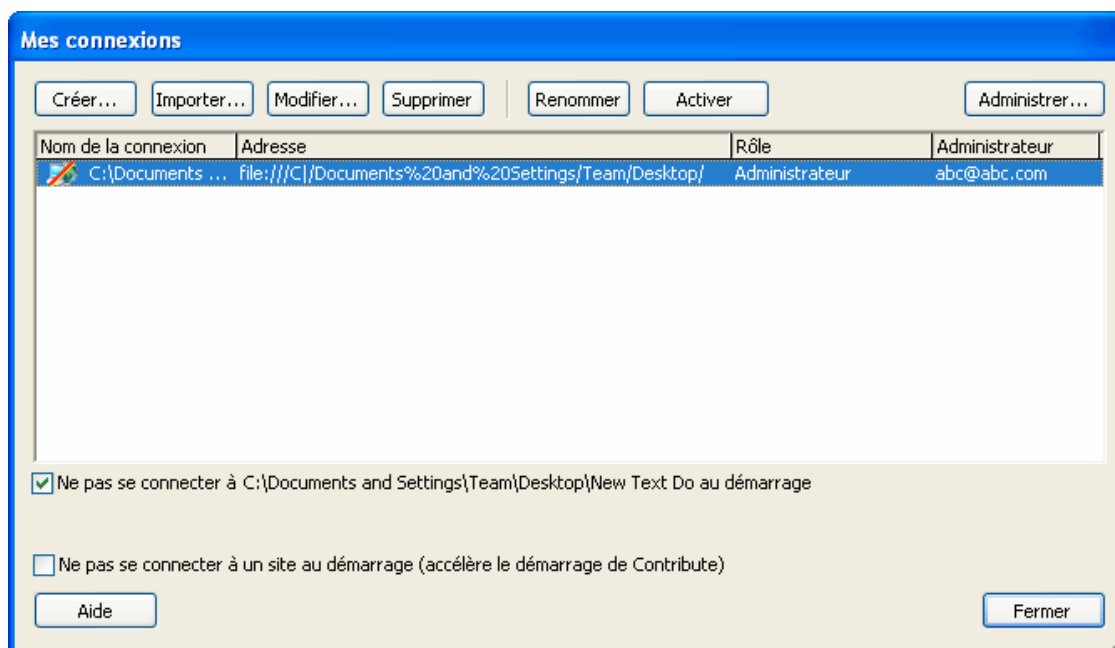 Mes connexions
Créer... Importer... Modifier... Supprimer Renommer Activer Administrer...
Nom de la connexion Adresse Rôle Administrateur
C:\Documents ... file:///C|/Documents%20and%20Settings/Team/Desktop/ Administrateur abc@abc.com
Ne pas se connecter à C:\Documents and Settings\Team\Desktop\New Text Do au démarrage
Ne pas se connecter à un site au démarrage (accélère le démarrage de Contribute)
Aide Fermer